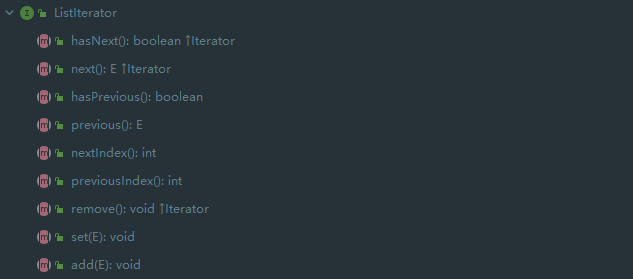 I ListIterator
m hasNext(): boolean ↑Iterator
m next(): E ↑Iterator
m hasPrevious(): boolean
m previous(): E
m nextIndex(): int
m previousIndex(): int
m remove(): void ↑Iterator
m set(E): void
m add(E): void